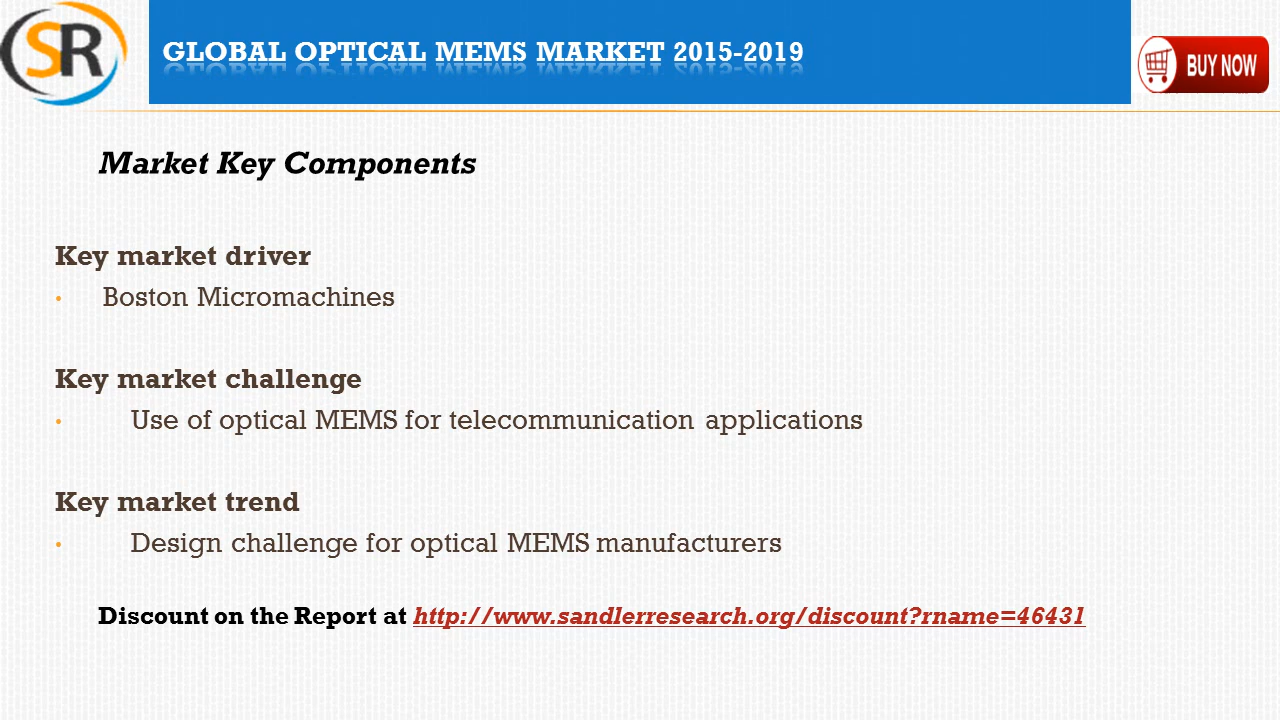 SR
GLOBAL OPTICAL MEMS MARKET 2015-2019
BUY NOW
Market Key Components
Key market driver
• Boston Micromachines
Key market challenge
• Use of optical MEMS for telecommunication applications
Key market trend
• Design challenge for optical MEMS manufacturers
Discount on the Report at http://www.sandlerresearch.org/discount?rname=46431